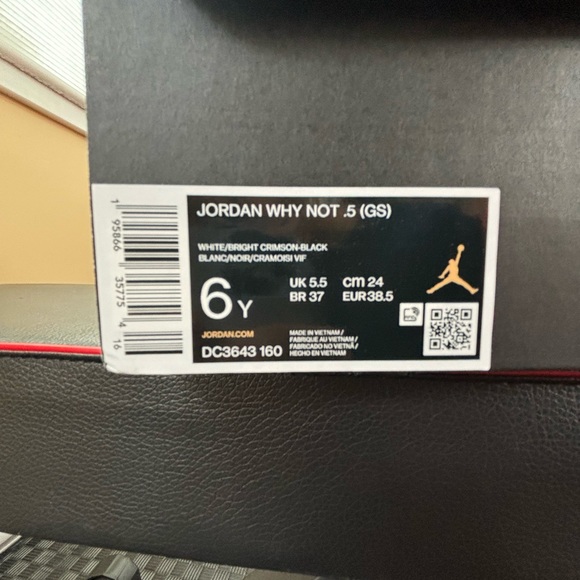 JORDAN WHY NOT .5 (GS)
WHITE/BRIGHT CRIMSON-BLACK
BLANC/NOIR/CRAMOISI VIF
6 Y
UK 5.5 cm 24
BR 37 EUR 38.5
JORDAN.COM
DC3643 160
MADE IN VIETNAM /
FABRIQUE AU VIETNAM /
FABRICADO NO VIETNÃ /
HECHO EN VIETNAM
1 95866 35775 4 16